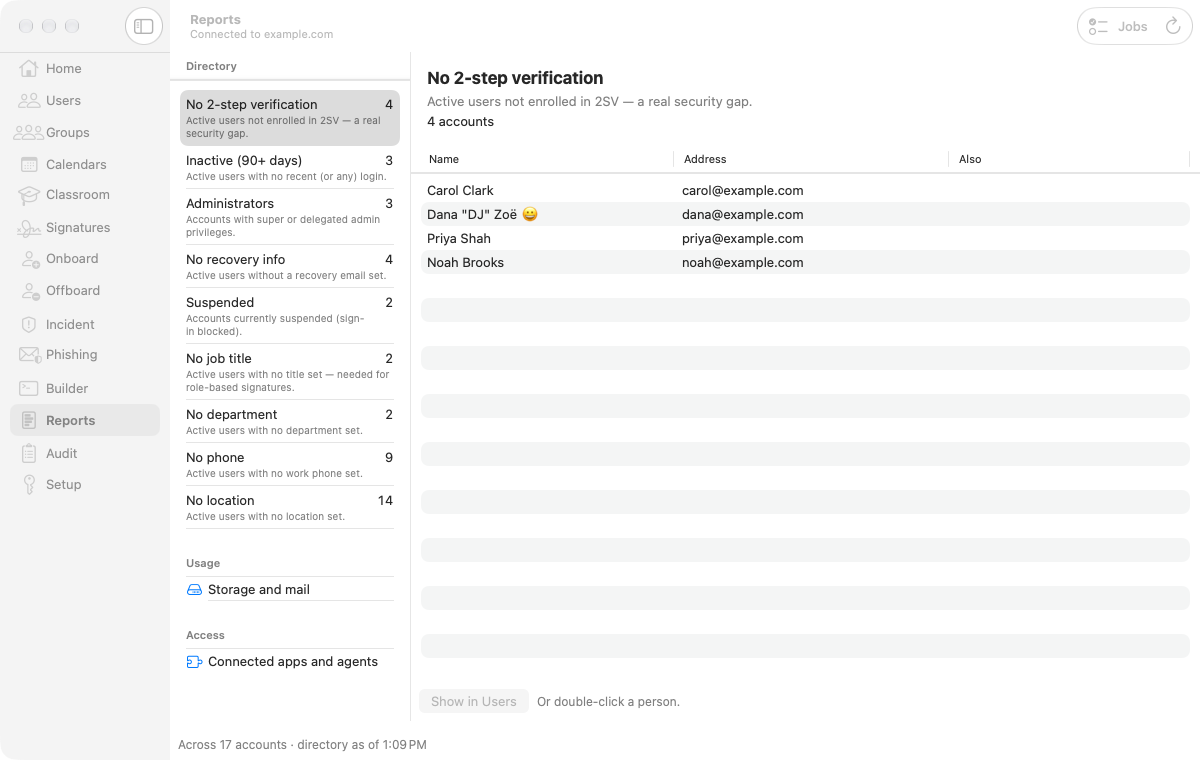 Reports
Connected to example.com
Jobs
Home
Users
Groups
Calendars
Classroom
Signatures
Onboard
Offboard
Incident
Phishing
Builder
Reports
Audit
Setup
Directory
No 2-step verification 4
Active users not enrolled in 2SV — a real
security gap.
Inactive (90+ days) 3
Active users with no recent (or any) login.
Administrators 3
Accounts with super or delegated admin
privileges.
No recovery info 4
Active users without a recovery email set.
Suspended 2
Accounts currently suspended (sign-
in blocked).
No job title 2
Active users with no title set — needed for
role-based signatures.
No department 2
Active users with no department set.
No phone 9
Active users with no work phone set.
No location 14
Active users with no location set.
Usage
Storage and mail
Access
Connected apps and agents
No 2-step verification
Active users not enrolled in 2SV — a real security gap.
4 accounts
Name Address Also
Carol Clark carol@example.com
Dana "DJ" Zoë 😀 dana@example.com
Priya Shah priya@example.com
Noah Brooks noah@example.com
Show in Users Or double-click a person.
Across 17 accounts · directory as of 1:09 PM